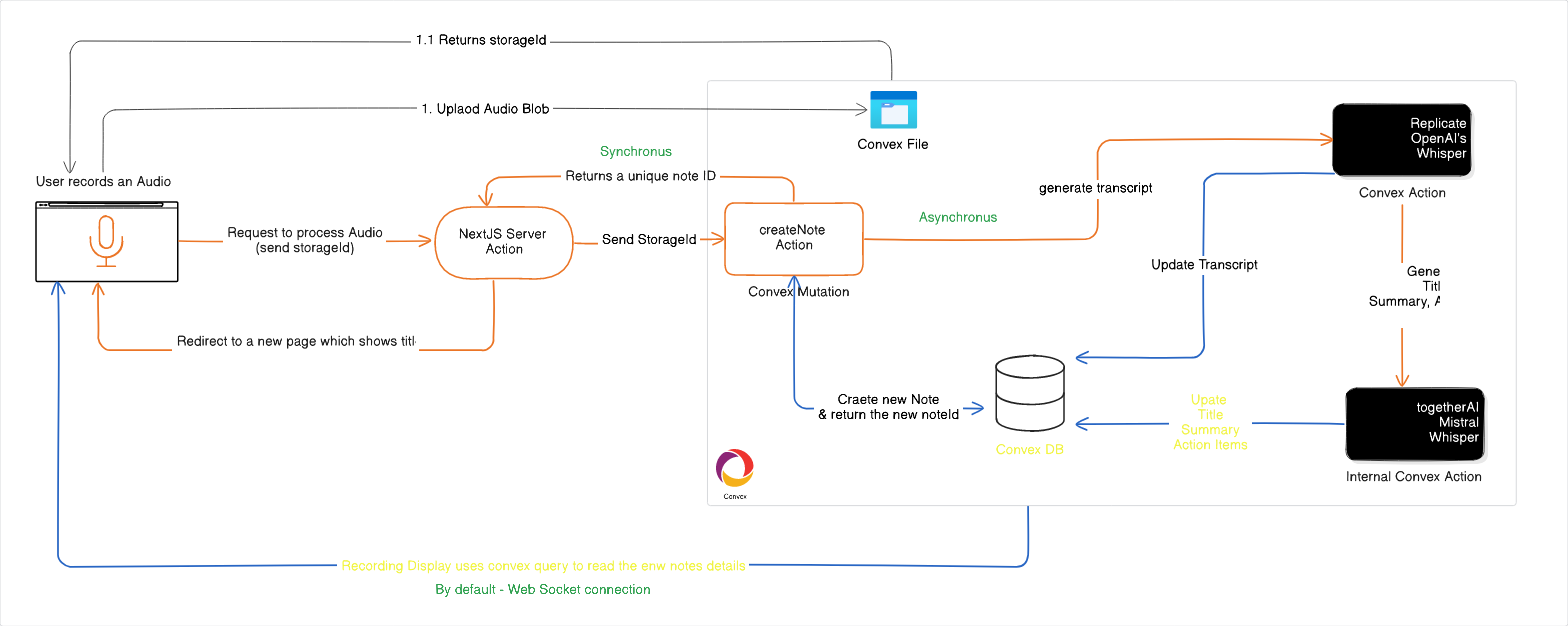 1.1 Returns storageId
1. Uplaod Audio Blob
Convex File
Synchronus
Returns a unique note ID
User records an Audio
Replicate
OpenAI's
Whisper
Convex Action
generate transcript
Asynchronus
Request to process Audio
(send storageId)
NextJS Server
Action
Send StorageId
createNote
Action
Convex Mutation
Update Transcript
Gene
Titl
Summary, A
Redirect to a new page which shows titl
Craete new Note
& return the new noteId
Convex DB
Upate
Title
Summary
Action Items
togetherAI
Mistral
Whisper
Internal Convex Action
Convex
Recording Display uses convex query to read the enw notes details
By default - Web Socket connection